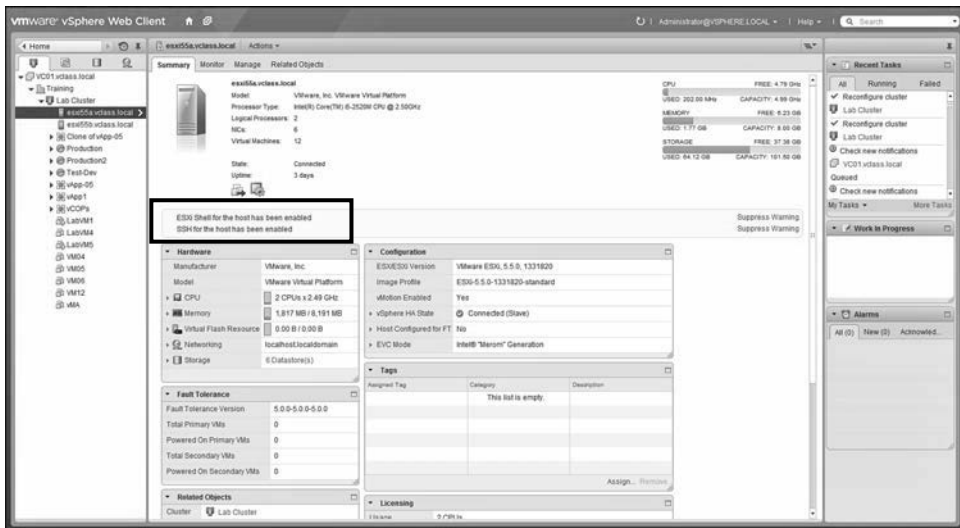 vmware vSphere Web Client
Administrator@VSPHERE.LOCAL
Help
Search
Home
esxi55a.vclass.local Actions
Summary Monitor Manage Related Objects
VC01.vclass.local
Training
Lab Cluster
esxi55a.vclass.local
esxi55b.vclass.local
Clone of vApp-05
Production
Production2
Test-Dev
vApp-05
vApp1
vCOPs
LabVM1
LabVM4
LabVM5
VM04
VM05
VM06
VM12
vMA
esxi55a.vclass.local
Model: VMware, Inc. VMware Virtual Platform
Processor Type: Intel(R) Core(TM) i5-2520M CPU @ 2.50GHz
Logical Processors: 2
NICs: 6
Virtual Machines: 12
State: Connected
Uptime: 3 days
CPU FREE: 4.79 GHz
USED: 202.00 MHz CAPACITY: 4.99 GHz
MEMORY FREE: 6.23 GB
USED: 1.77 GB CAPACITY: 8.00 GB
STORAGE FREE: 37.38 GB
USED: 64.12 GB CAPACITY: 101.50 GB
ESXi Shell for the host has been enabled Suppress Warning
SSH for the host has been enabled Suppress Warning
Hardware
Manufacturer VMware, Inc.
Model VMware Virtual Platform
CPU 2 CPUs x 2.49 GHz
Memory 1,817 MB / 8,191 MB
Virtual Flash Resource 0.00 B / 0.00 B
Networking localhost.localdomain
Storage 6 Datastore(s)
Fault Tolerance
Fault Tolerance Version 5.0.0-5.0.0-5.0.0
Total Primary VMs 0
Powered On Primary VMs 0
Total Secondary VMs 0
Powered On Secondary VMs 0
Related Objects
Cluster Lab Cluster
Configuration
ESX/ESXi Version VMware ESXi, 5.5.0, 1331820
Image Profile ESXi-5.5.0-1331820-standard
vMotion Enabled Yes
vSphere HA State Connected (Slave)
Host Configured for FT No
EVC Mode Intel® "Merom" Generation
Tags
Assigned Tag Category Description
This list is empty.
Assign... Remove
Licensing
Usage 2 CPUs
Recent Tasks
All Running Failed
Reconfigure cluster
Lab Cluster
Reconfigure cluster
Lab Cluster
Check new notifications
VC01.vclass.local
Queued
Check new notifications
My Tasks More Tasks
Work In Progress
Alarms
All (0) New (0) Acknowled...